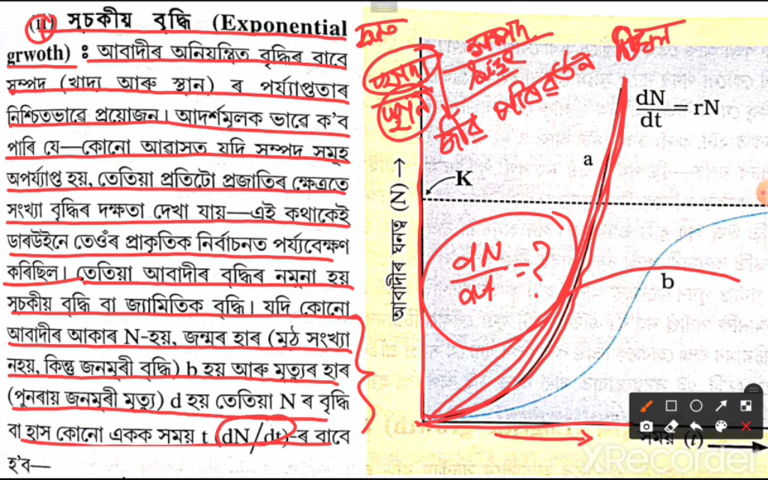 (ii) সূচকীয় বৃদ্ধি (Exponential
grwoth) : আবাদীৰ অনিয়ন্ত্ৰিত বৃদ্ধিৰ বাবে
সম্পদ (খাদ্য আৰু স্থান) ৰ পৰ্য্যাপ্ততাৰ
নিশ্চিতভাবে প্ৰয়োজন। আদৰ্শমূলক ভাৱে ক'ব
পাৰি যে—কোনো আৱাসত যদি সম্পদ সমূহ
অপৰ্য্যাপ্ত হয়, তেতিয়া প্ৰতিটো প্ৰজাতিৰ ক্ষেত্ৰতে
সংখ্যা বৃদ্ধিৰ দক্ষতা দেখা যায়—এই কথাকেই
ডাৰউইনে তেওঁৰ প্ৰাকৃতিক নিৰ্বাচনত পৰ্য্যবেক্ষণ
কৰিছিল। তেতিয়া আবাদীৰ বৃদ্ধিৰ নমুনা হয়
সূচকীয় বৃদ্ধি বা জ্যামিতিক বৃদ্ধি। যদি কোনো
আবাদীৰ আকাৰ N-হয়, জন্মৰ হাৰ (মুঠ সংখ্যা
নহয়, কিন্তু জনমূৰী বৃদ্ধি) b হয় আৰু মৃত্যুৰ হাৰ
(পুনৰায় জনমূৰী মৃত্যু) d হয় তেতিয়া N ৰ বৃদ্ধি
বা হ্ৰাস কোনো একক সময় t (dN/dt)-ৰ বাবে
হ'ব—
সম্পদ
স্থান
পৰিবৰ্তন
dN/dt = rN
a
K
dN/dt = ?
b
আবাদীৰ ঘনত্ব (N) →
সময় (t)
XRecorder